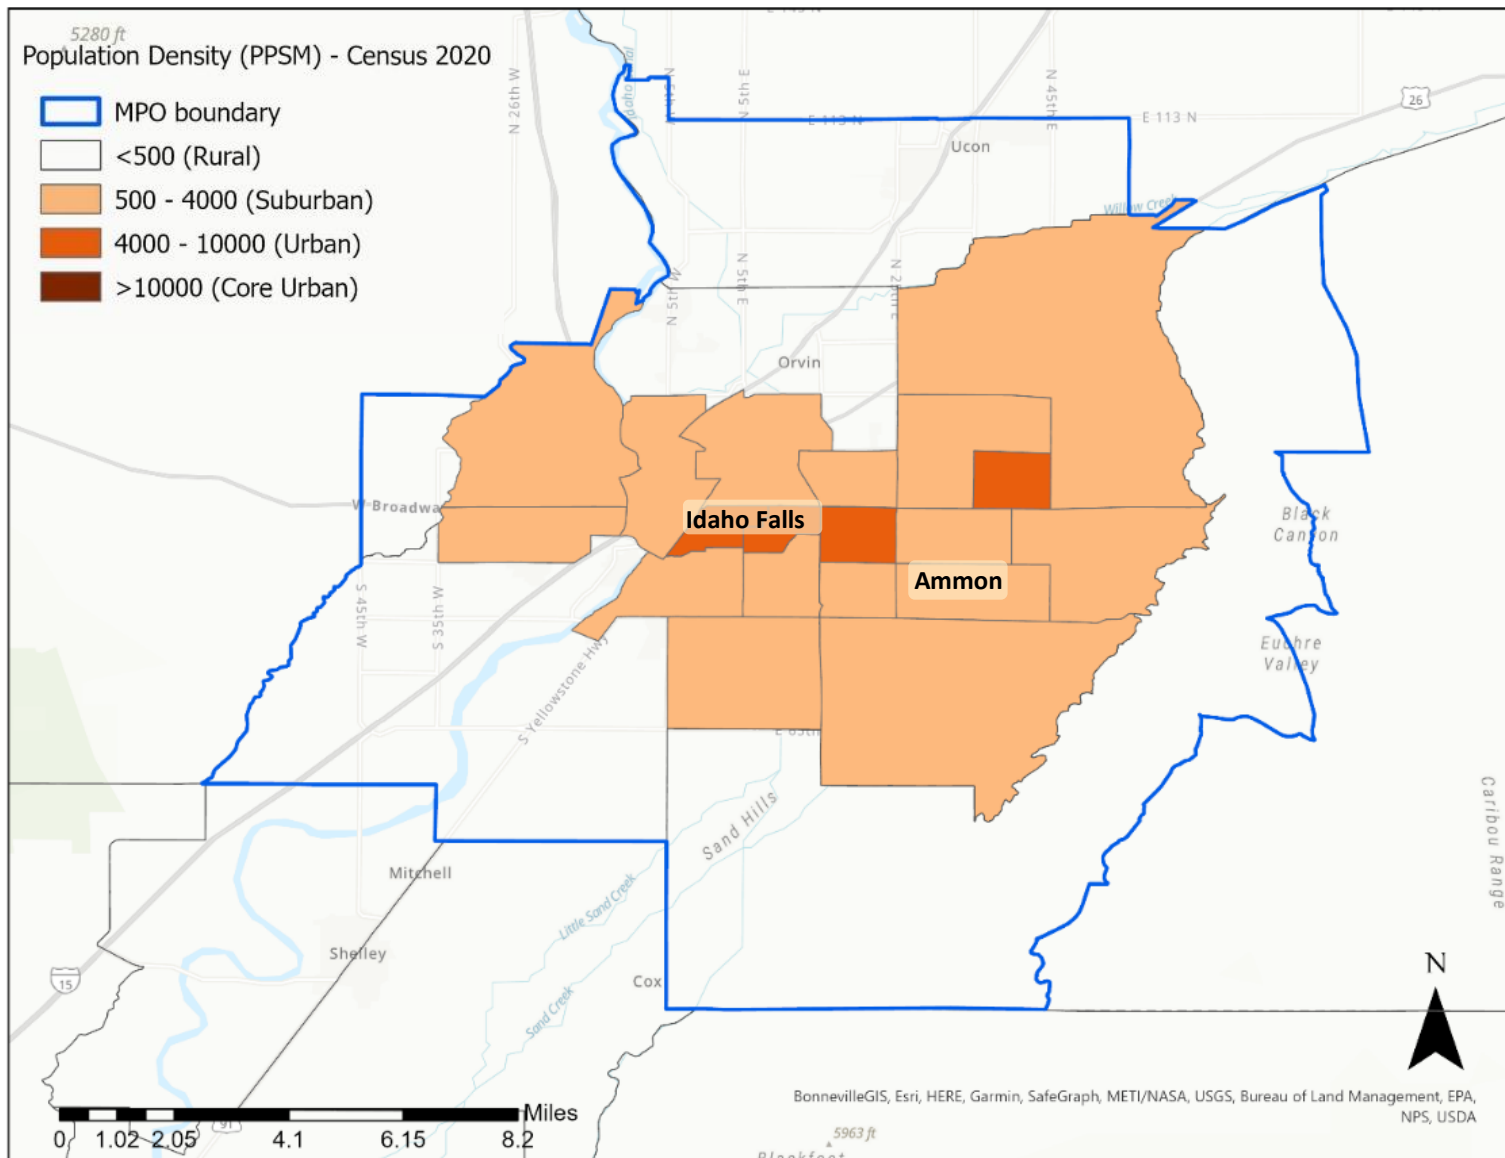 5280 ft
Population Density (PPSM) - Census 2020
MPO boundary
<500 (Rural)
500 - 4000 (Suburban)
4000 - 10000 (Urban)
>10000 (Core Urban)
N 26th W
N 5th E
N 45th E
E 113 N
E 113 N
26
Ucon
Willow Creek
N 5th W
N 5th E
Orvin
W Broadwa
Idaho Falls
Ammon
Black
Canyon
S 45th W
S 35th W
Euchre
Valley
S Yellowstone Hwy
Sand Hills
Caribou Range
Mitchell
Little Sand Creek
Shelley
15
Cox
Sand Creek
N
BonnevilleGIS, Esri, HERE, Garmin, SafeGraph, METI/NASA, USGS, Bureau of Land Management, EPA,
NPS, USDA
Miles
0 1.02 2.05 4.1 6.15 8.2
91
5963 ft